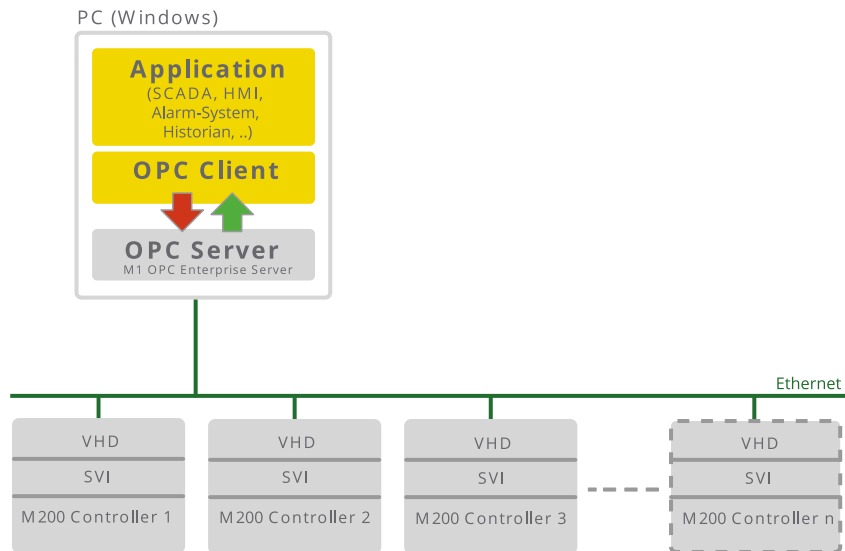 PC (Windows)
Application
(SCADA, HMI,
Alarm-System,
Historian, ..)
OPC Client
OPC Server
M1 OPC Enterprise Server
Ethernet
VHD
SVI
M200 Controller 1
VHD
SVI
M200 Controller 2
VHD
SVI
M200 Controller 3
VHD
SVI
M200 Controller n